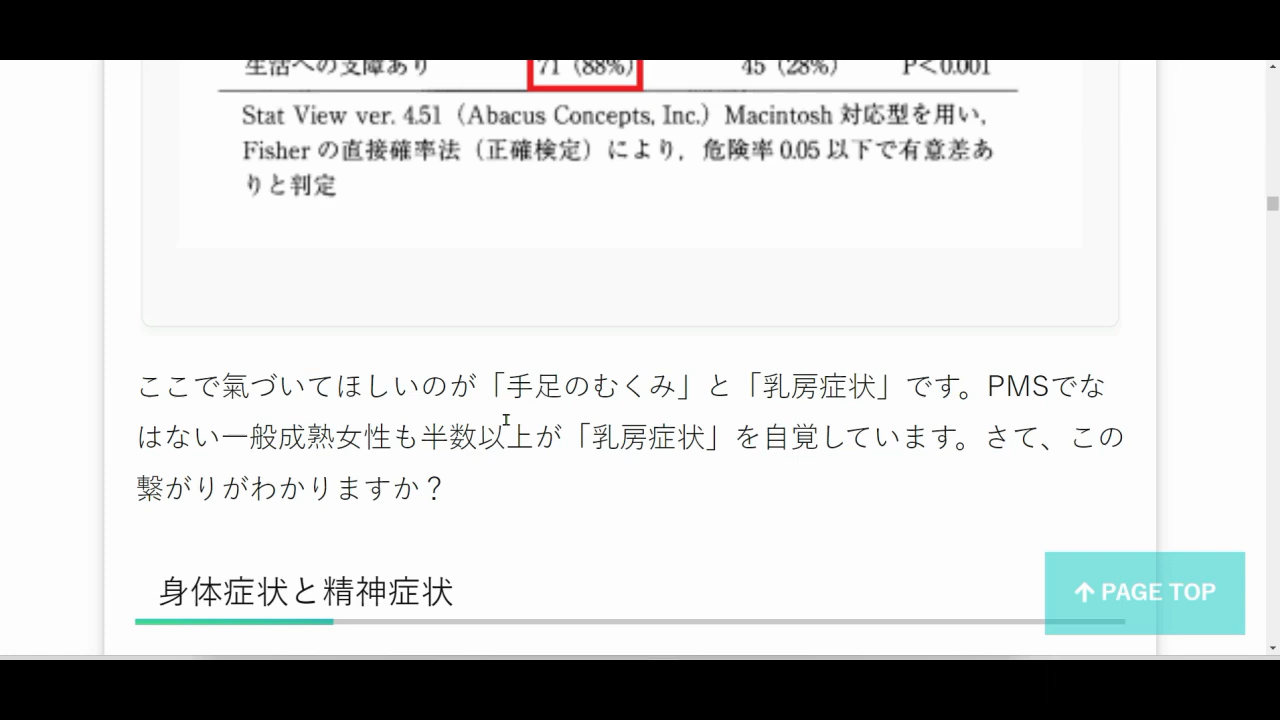 生活への支障あり 71（88%） 45（28%） P<0.001
Stat View ver. 4.51（Abacus Concepts, Inc.）Macintosh 対応型を用い,
Fisher の直接確率法（正確検定）により, 危険率 0.05 以下で有意差あ
りと判定
ここで氣づいてほしいのが「手足のむくみ」と「乳房症状」です。PMSでな
はない一般成熟女性も半数以上が「乳房症状」を自覚しています。さて、この
繋がりがわかりますか？
身体症状と精神症状
↑ PAGE TOP